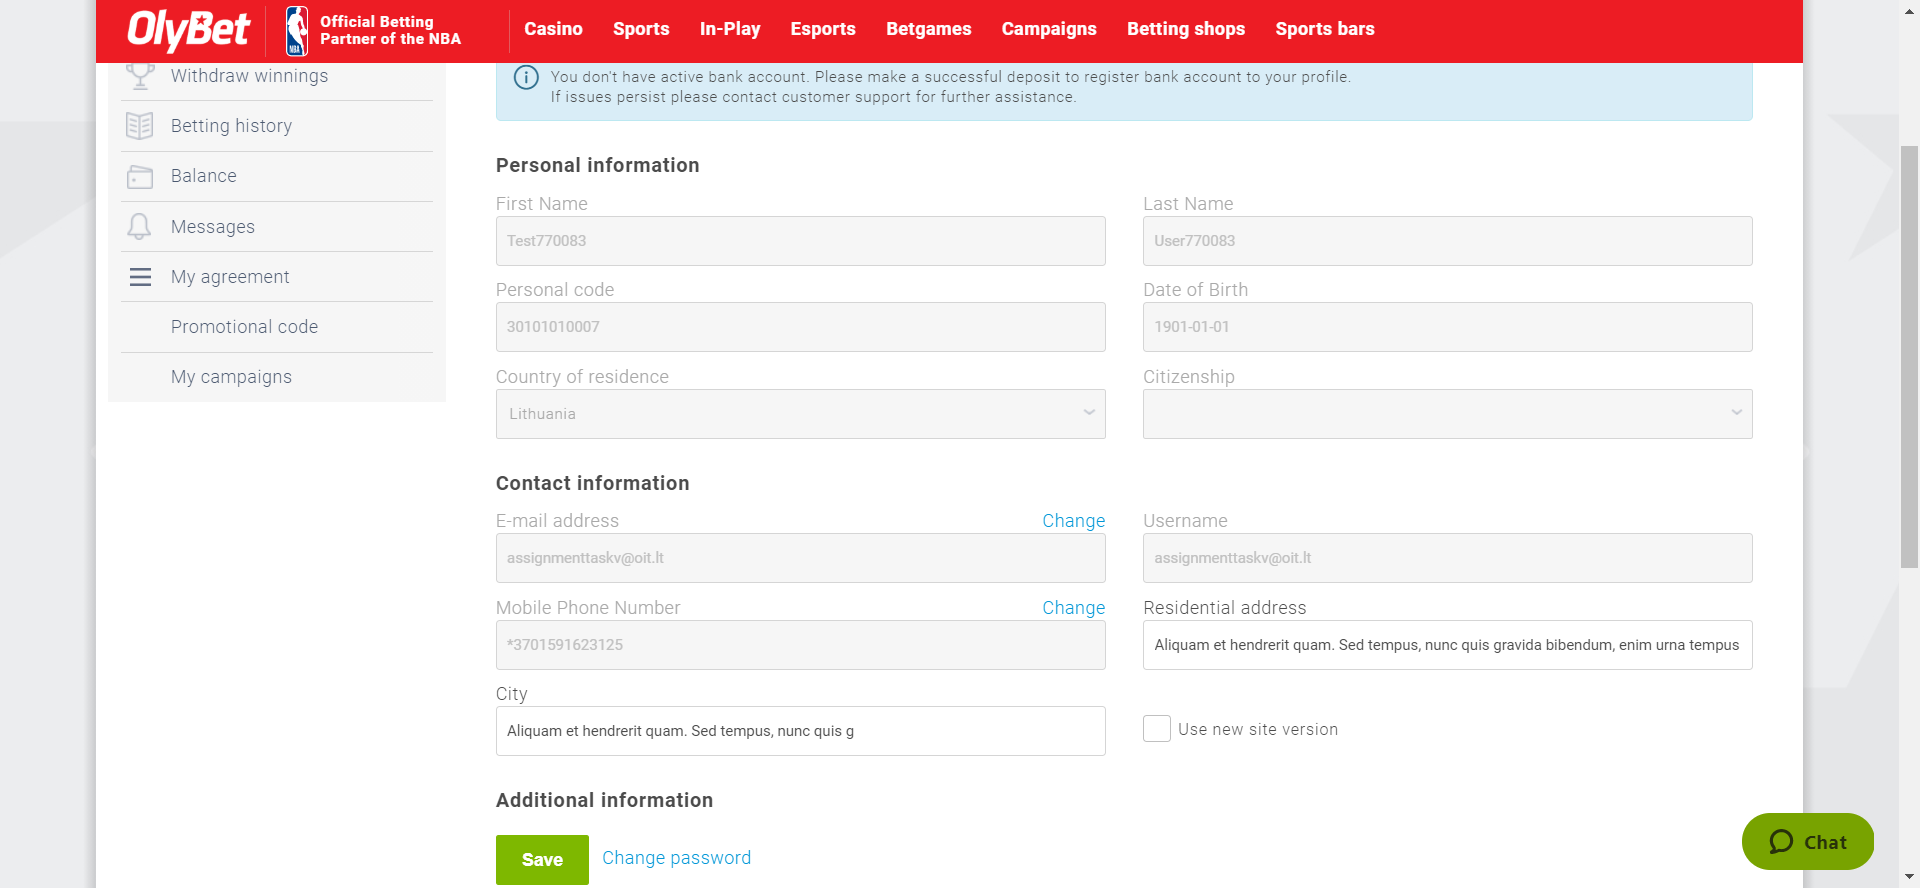 OlyBet
NBA
Official Betting
Partner of the NBA
Casino
Sports
In-Play
Esports
Betgames
Campaigns
Betting shops
Sports bars
Withdraw winnings
Betting history
Balance
Messages
My agreement
Promotional code
My campaigns
You don't have active bank account. Please make a successful deposit to register bank account to your profile.
If issues persist please contact customer support for further assistance.
Personal information
First Name
Test770083
Last Name
User770083
Personal code
30101010007
Date of Birth
1901-01-01
Country of residence
Lithuania
Citizenship
Contact information
E-mail address
Change
assignmenttaskv@oit.lt
Username
assignmenttaskv@oit.lt
Mobile Phone Number
Change
*3701591623125
Residential address
Aliquam et hendrerit quam. Sed tempus, nunc quis gravida bibendum, enim urna tempus
City
Aliquam et hendrerit quam. Sed tempus, nunc quis g
Use new site version
Additional information
Save
Change password
Chat